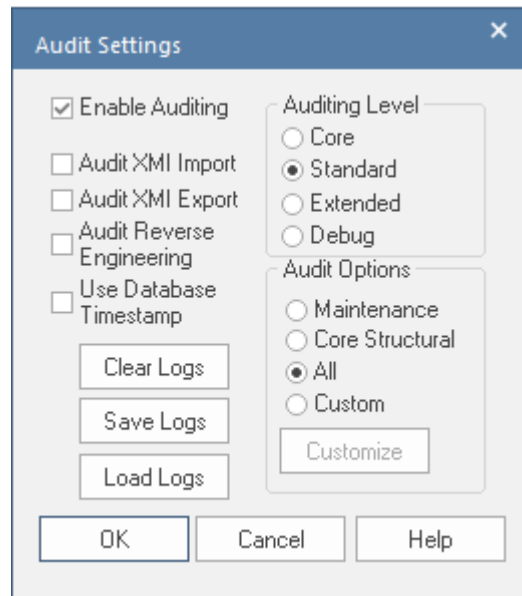 Audit Settings
Enable Auditing
Audit XMI Import
Audit XMI Export
Audit Reverse
Engineering
Use Database
Timestamp
Clear Logs
Save Logs
Load Logs
Auditing Level
Core
Standard
Extended
Debug
Audit Options
Maintenance
Core Structural
All
Custom
Customize
OK
Cancel
Help